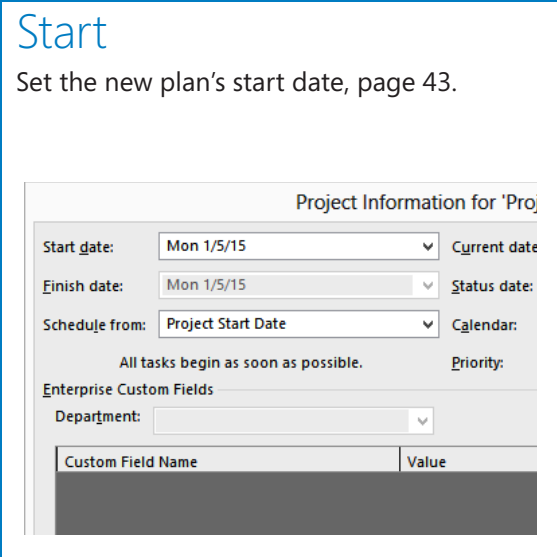 Start
Set the new plan’s start date, page 43.
Project Information for 'Proj
Start date: Mon 1/5/15 Current date
Finish date: Mon 1/5/15 Status date:
Schedule from: Project Start Date Calendar:
All tasks begin as soon as possible. Priority:
Enterprise Custom Fields
Department:
Custom Field Name Value